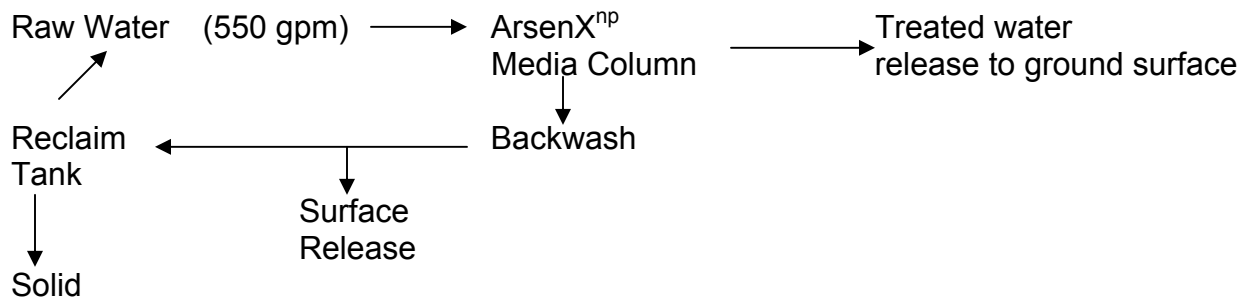 Raw Water (550 gpm)
ArsenX^np
Media Column
Treated water
release to ground surface
Reclaim
Tank
Backwash
Surface
Release
Solid